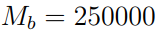 M_b = 250000